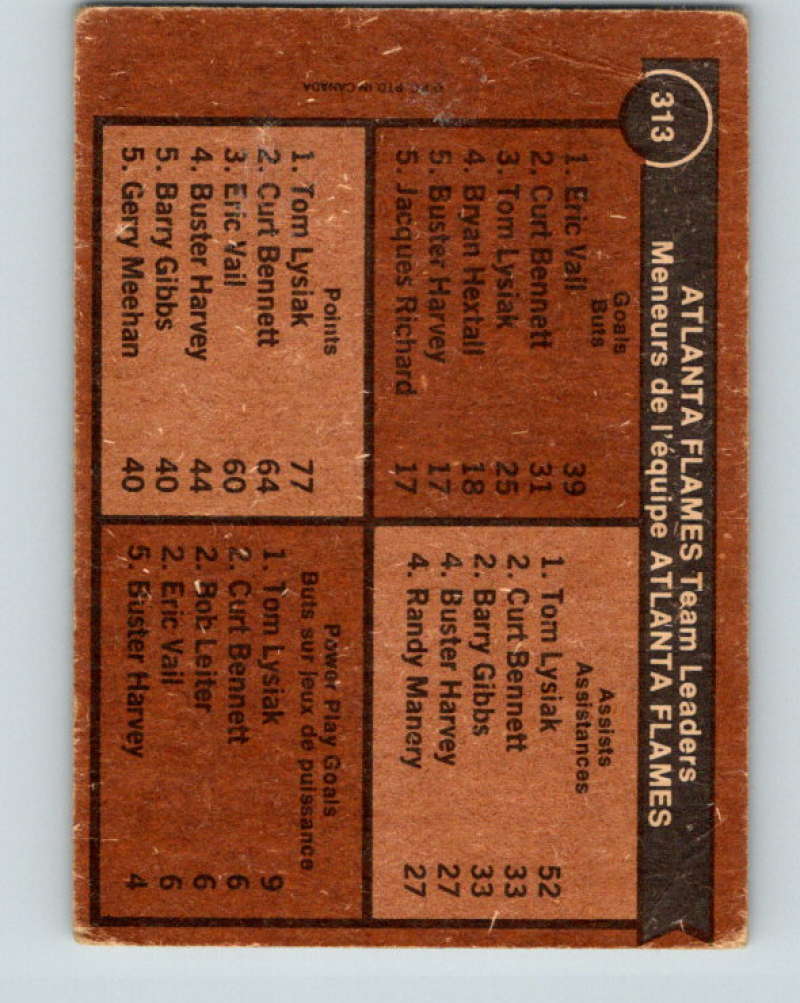 313
ATLANTA FLAMES Team Leaders
Meneurs de l'équipe ATLANTA FLAMES
Goals
Buts
1. Eric Vail 39
2. Curt Bennett 31
3. Tom Lysiak 25
4. Bryan Hextall 18
5. Buster Harvey 17
5. Jacques Richard 17
Assists
Assistances
1. Tom Lysiak 52
2. Curt Bennett 33
2. Barry Gibbs 33
4. Buster Harvey 27
4. Randy Manery 27
Points
1. Tom Lysiak 77
2. Curt Bennett 64
3. Eric Vail 60
4. Buster Harvey 44
5. Barry Gibbs 40
5. Gerry Meehan 40
Power Play Goals
Buts sur jeux de puissance
1. Tom Lysiak 9
2. Curt Bennett 6
2. Bob Leiter 6
2. Eric Vail 6
5. Buster Harvey 4
PTD IN CANADA